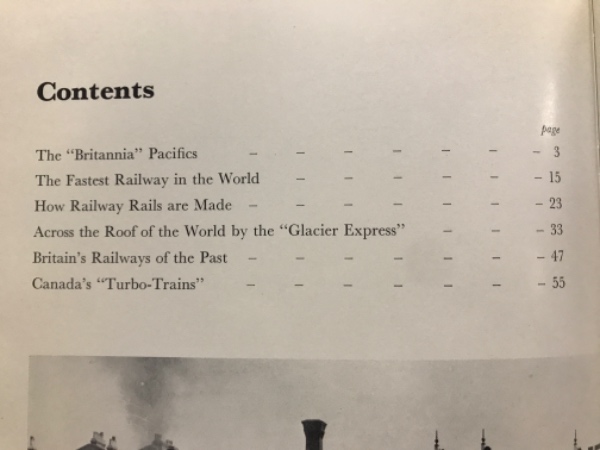 Contents
page
The “Britannia” Pacifics – – – – – – – 3
The Fastest Railway in the World – – – – – – 15
How Railway Rails are Made – – – – – – – 23
Across the Roof of the World by the “Glacier Express” – – – 33
Britain’s Railways of the Past – – – – – – – 47
Canada’s “Turbo-Trains” – – – – – – – 55